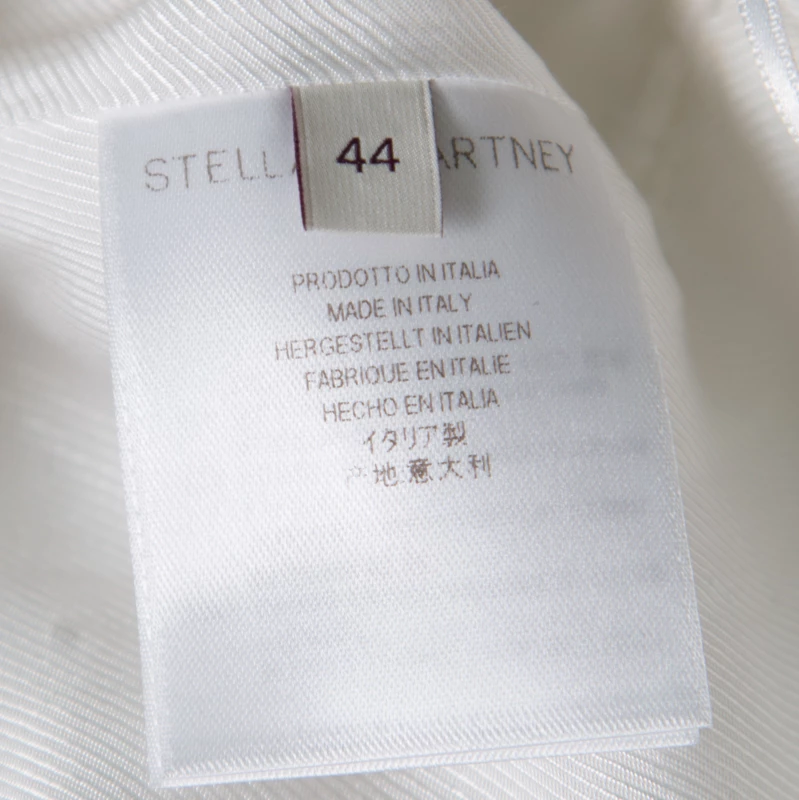 STELLA 44 ARTNEY
PRODOTTO IN ITALIA
MADE IN ITALY
HERGESTELLT IN ITALIEN
FABRIQUE EN ITALIE
HECHO EN ITALIA
イタリア製
产地意大利